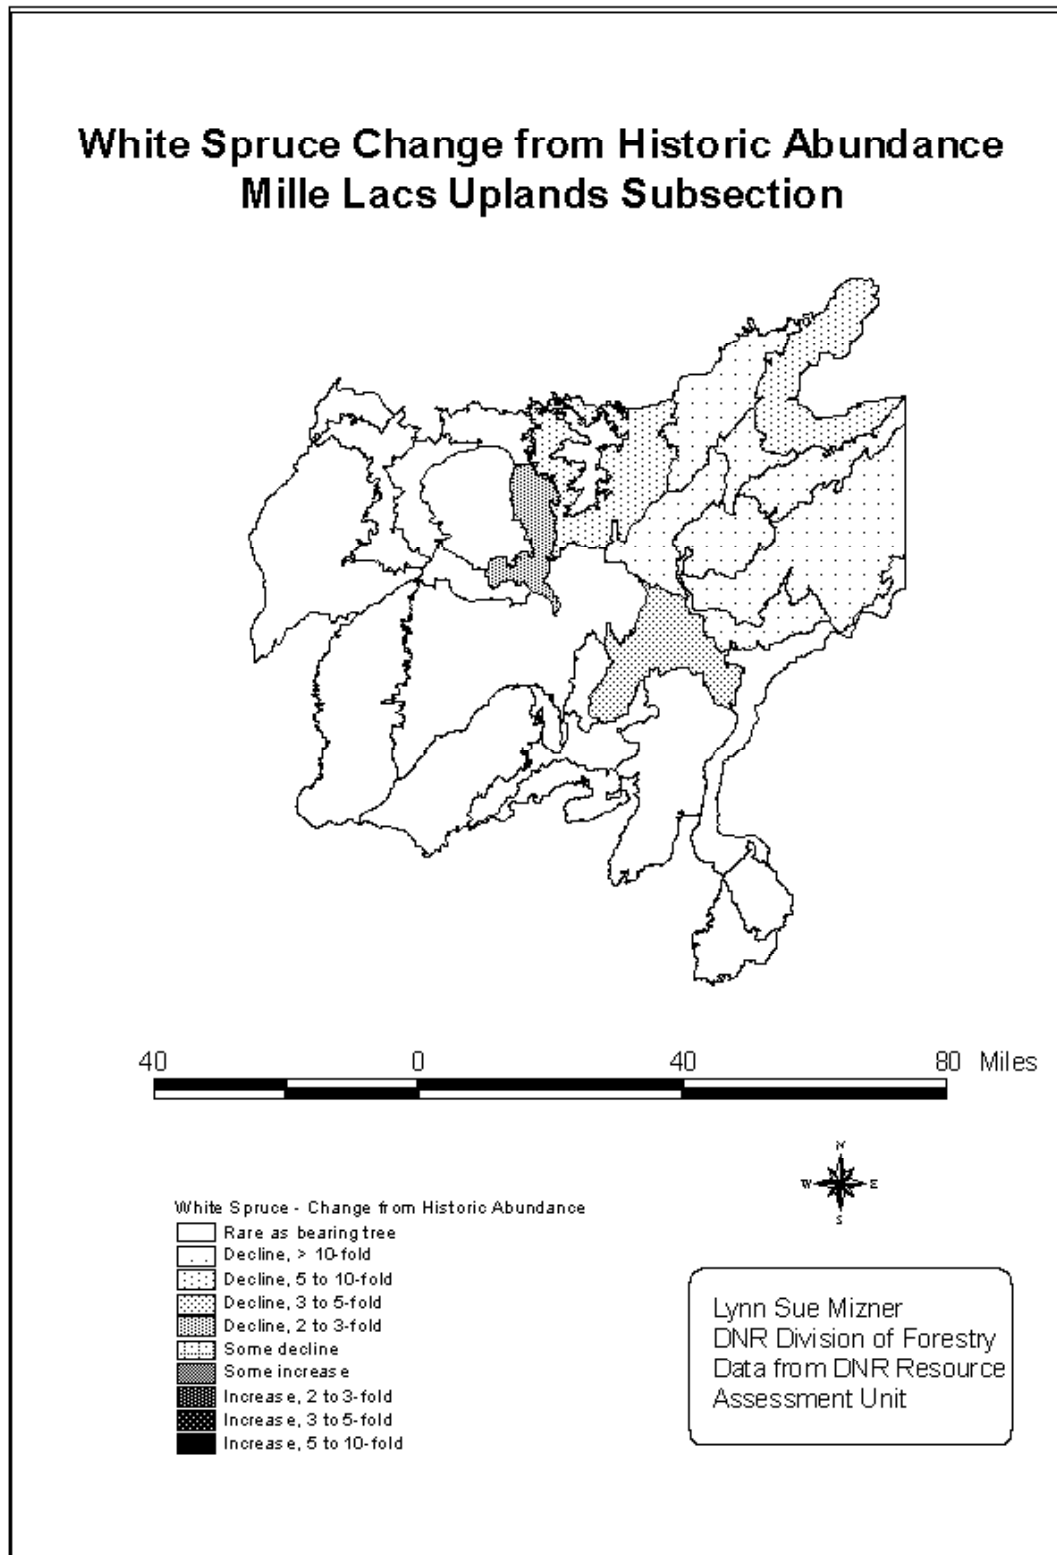 White Spruce Change from Historic Abundance
Mille Lacs Uplands Subsection
40 0 40 80 Miles
N
W E
S
White Spruce - Change from Historic Abundance
Rare as bearing tree
Decline, > 10-fold
Decline, 5 to 10-fold
Decline, 3 to 5-fold
Decline, 2 to 3-fold
Some decline
Some increase
Increase, 2 to 3-fold
Increase, 3 to 5-fold
Increase, 5 to 10-fold
Lynn Sue Mizner
DNR Division of Forestry
Data from DNR Resource
Assessment Unit